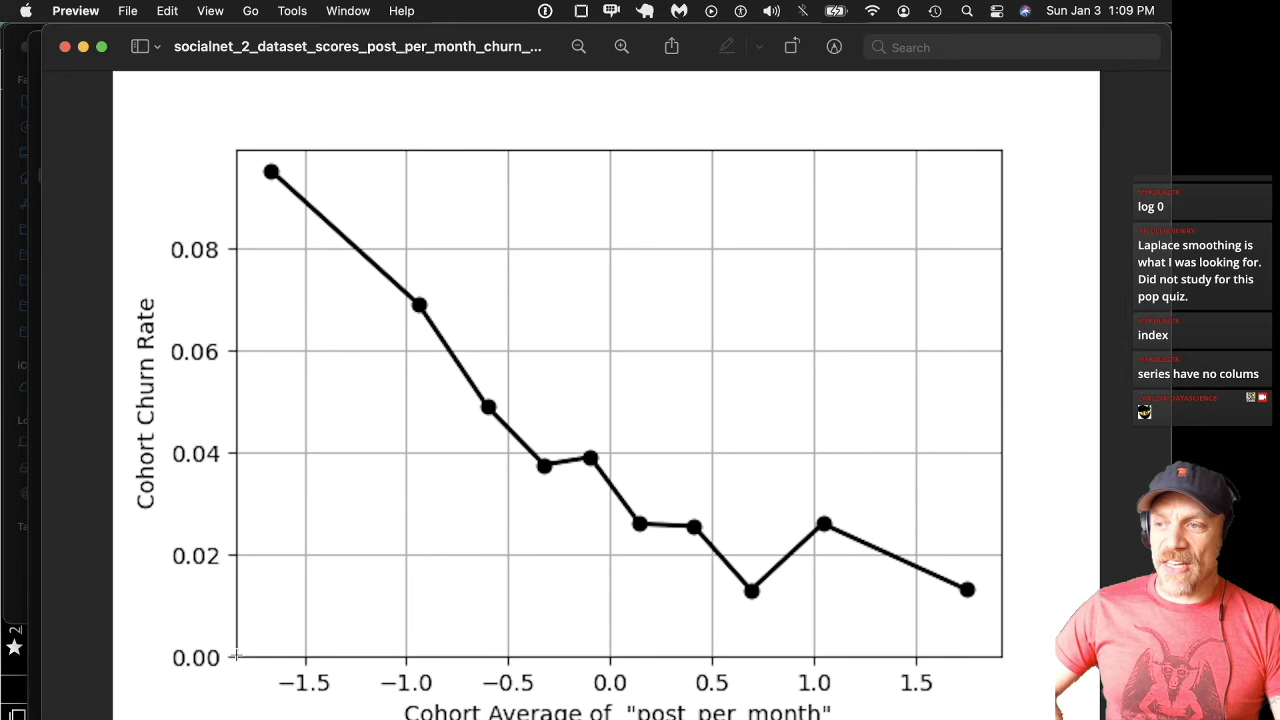 Preview File Edit View Go Tools Window Help Sun Jan 3 1:09 PM
socialnet_2_dataset_scores_post_per_month_churn_... Search
0.08
0.06
0.04
0.02
0.00
Cohort Churn Rate
−1.5 −1.0 −0.5 0.0 0.5 1.0 1.5
Cohort Average of "post_per_month"
log 0
Laplace smoothing is
what I was looking for.
Did not study for this
pop quiz.
index
series have no colums